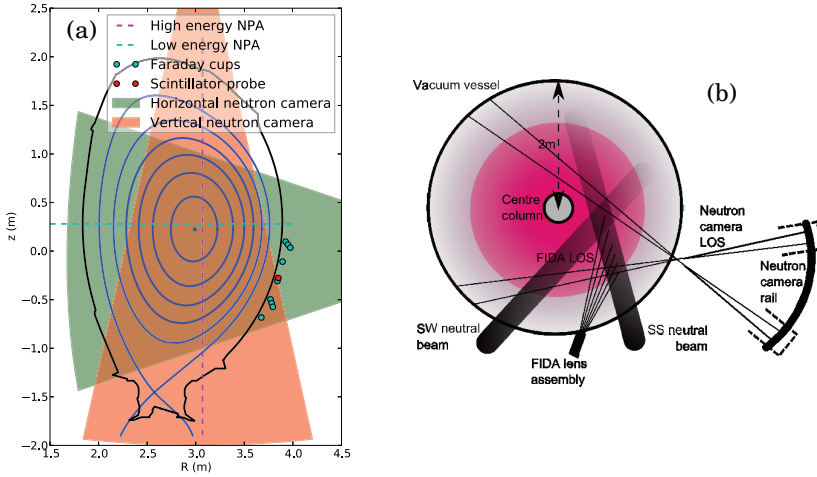 (a)
High energy NPA
Low energy NPA
Faraday cups
Scintillator probe
Horizontal neutron camera
Vertical neutron camera
2.5
2.0
1.5
1.0
0.5
0.0
−0.5
−1.0
−1.5
−2.0
z (m)
1.5 2.0 2.5 3.0 3.5 4.0 4.5
R (m)
(b)
Vacuum vessel
2m
Centre
column
Neutron
camera
LOS
FIDA LOS
Neutron
camera
rail
SW neutral
beam
SS neutral
beam
FIDA lens
assembly